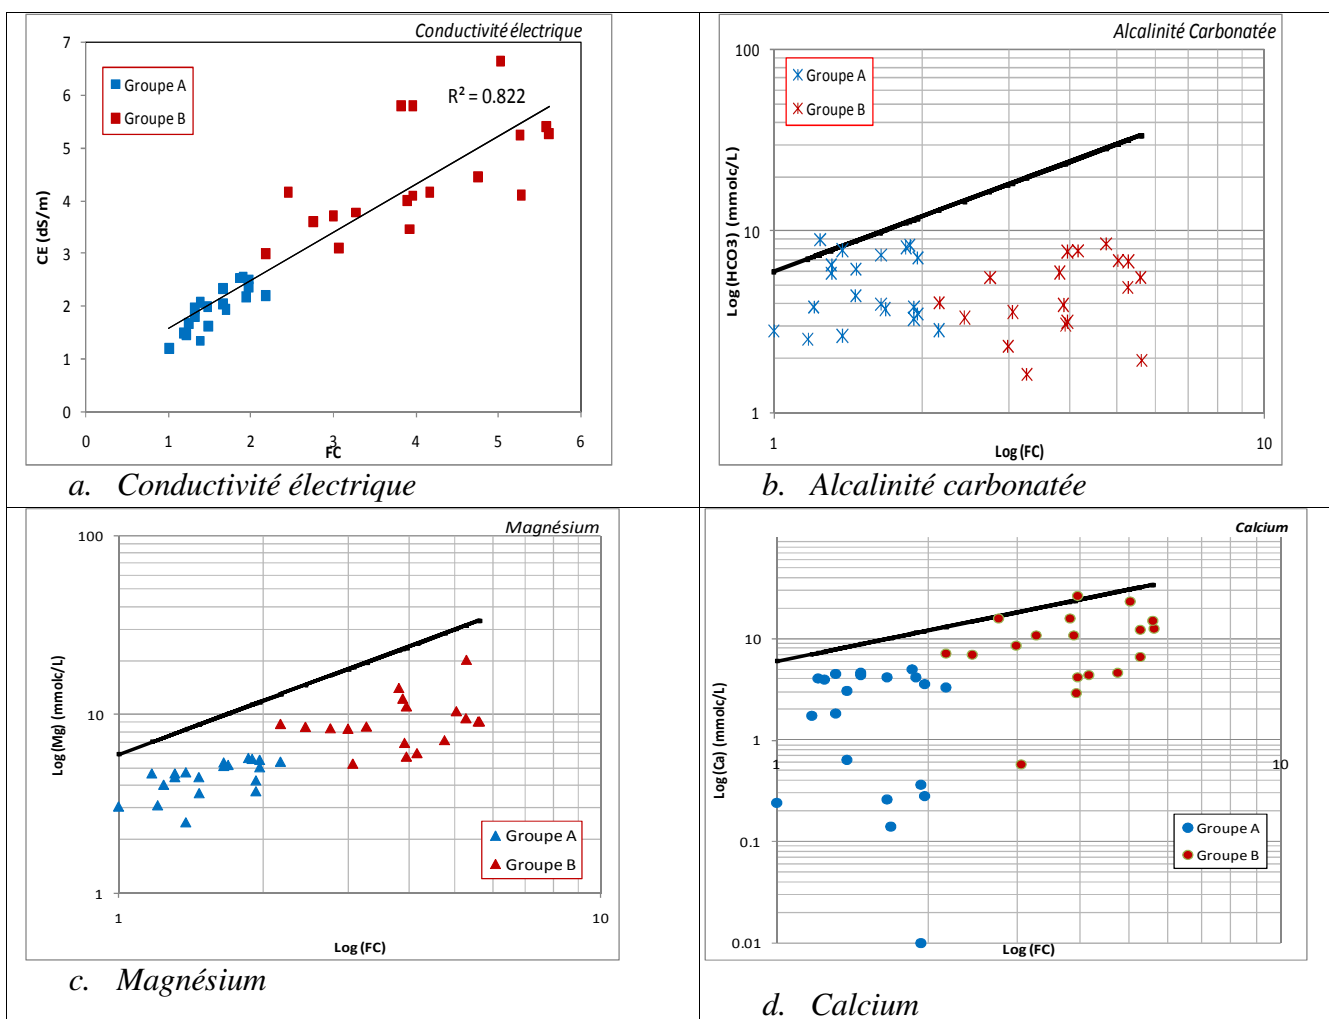 Conductivité électrique
7
6
5
4
3
2
1
0
CE (dS/m)
Groupe A
Groupe B
R² = 0.822
0 1 2 3 4 5 6
FC
a. Conductivité électrique
Alcalinité Carbonatée
100
10
1
Log (HCO3) (mmolc/L)
Groupe A
Groupe B
1 10
Log (FC)
b. Alcalinité carbonatée
Magnésium
100
10
1
Log (Mg) (mmolc/L)
Groupe A
Groupe B
1 10
Log (FC)
c. Magnésium
Calcium
10
1
0.1
0.01
Log (Ca) (mmolc/L)
1 10
Groupe A
Groupe B
Log (FC)
d. Calcium